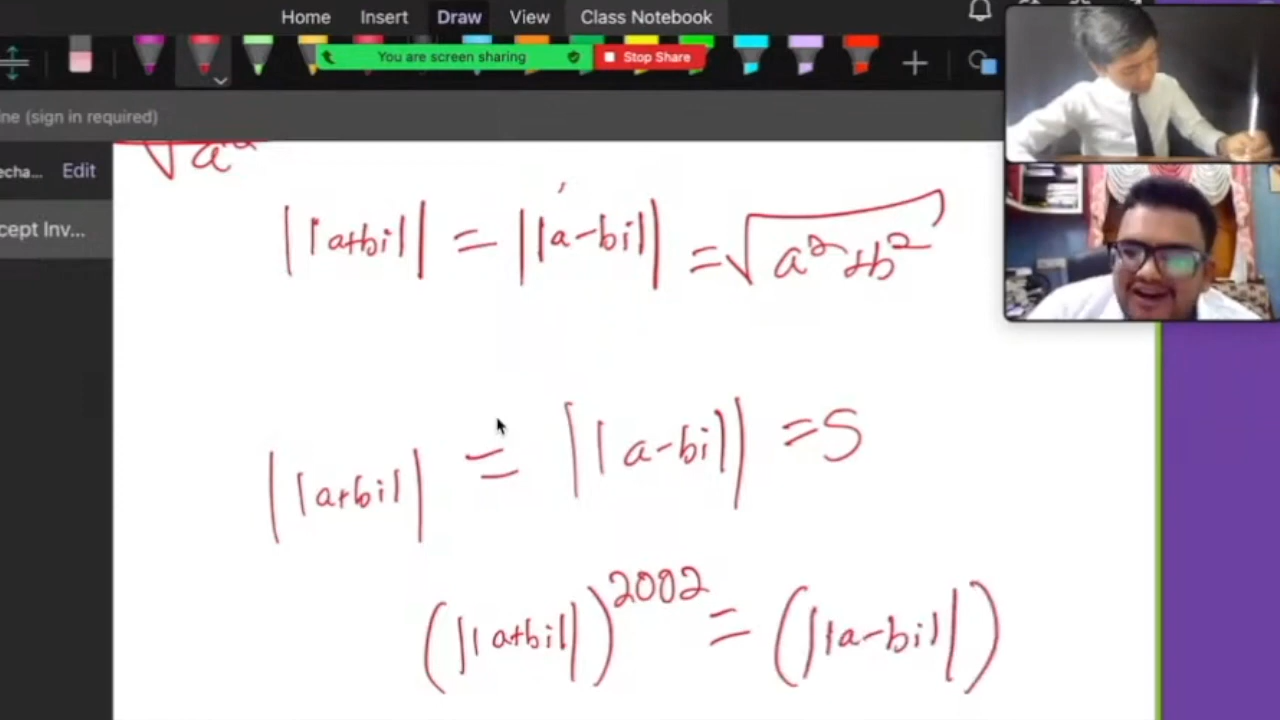 Home Insert Draw View Class Notebook
You are screen sharing Stop Share
ine (sign in required)
echa... Edit
cept Inv...
√a
||a+bi|| = ||a-bi|| = √a²+b²
||a+bi|| = ||a-bi|| = S
(||a+bi||)²⁰⁰² = (||a-bi||)